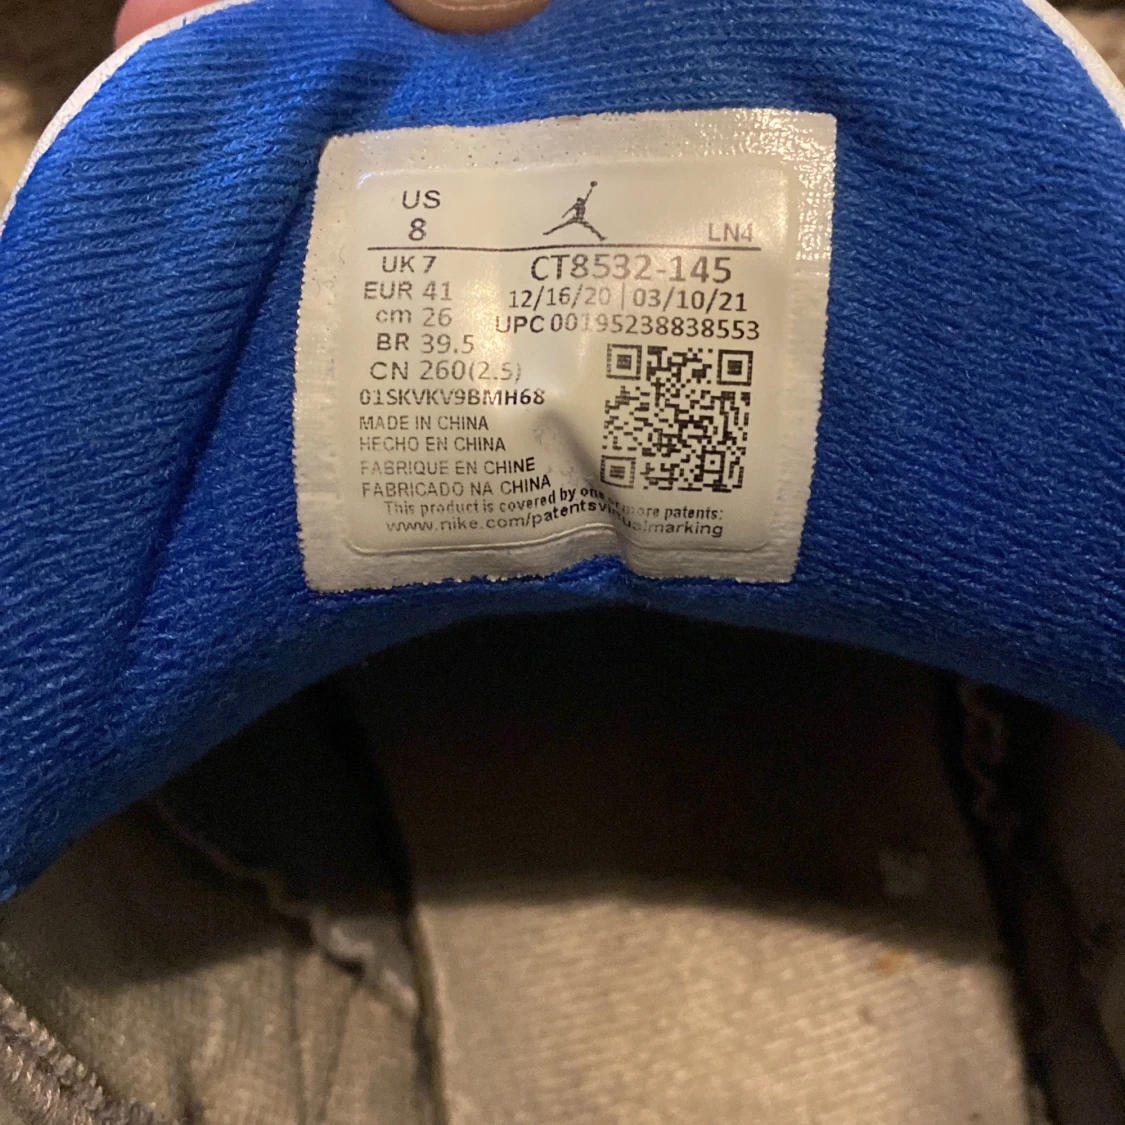 US
8
LN4
UK 7
CT8532-145
EUR 41
12/16/20 | 03/10/21
cm 26
UPC 00195238838553
BR 39.5
CN 260(2.5)
01SKVKV9BMH68
MADE IN CHINA
HECHO EN CHINA
FABRIQUE EN CHINE
FABRICADO NA CHINA
This product is covered by one or more patents:
www.nike.com/patentsvirtualmarking